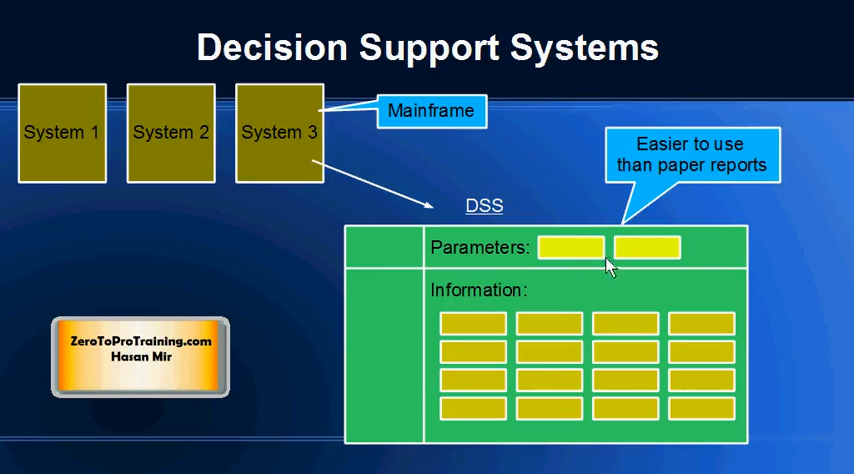 Decision Support Systems
System 1
System 2
System 3
Mainframe
Easier to use
than paper reports
DSS
Parameters:
Information:
ZeroToProTraining.com
Hasan Mir